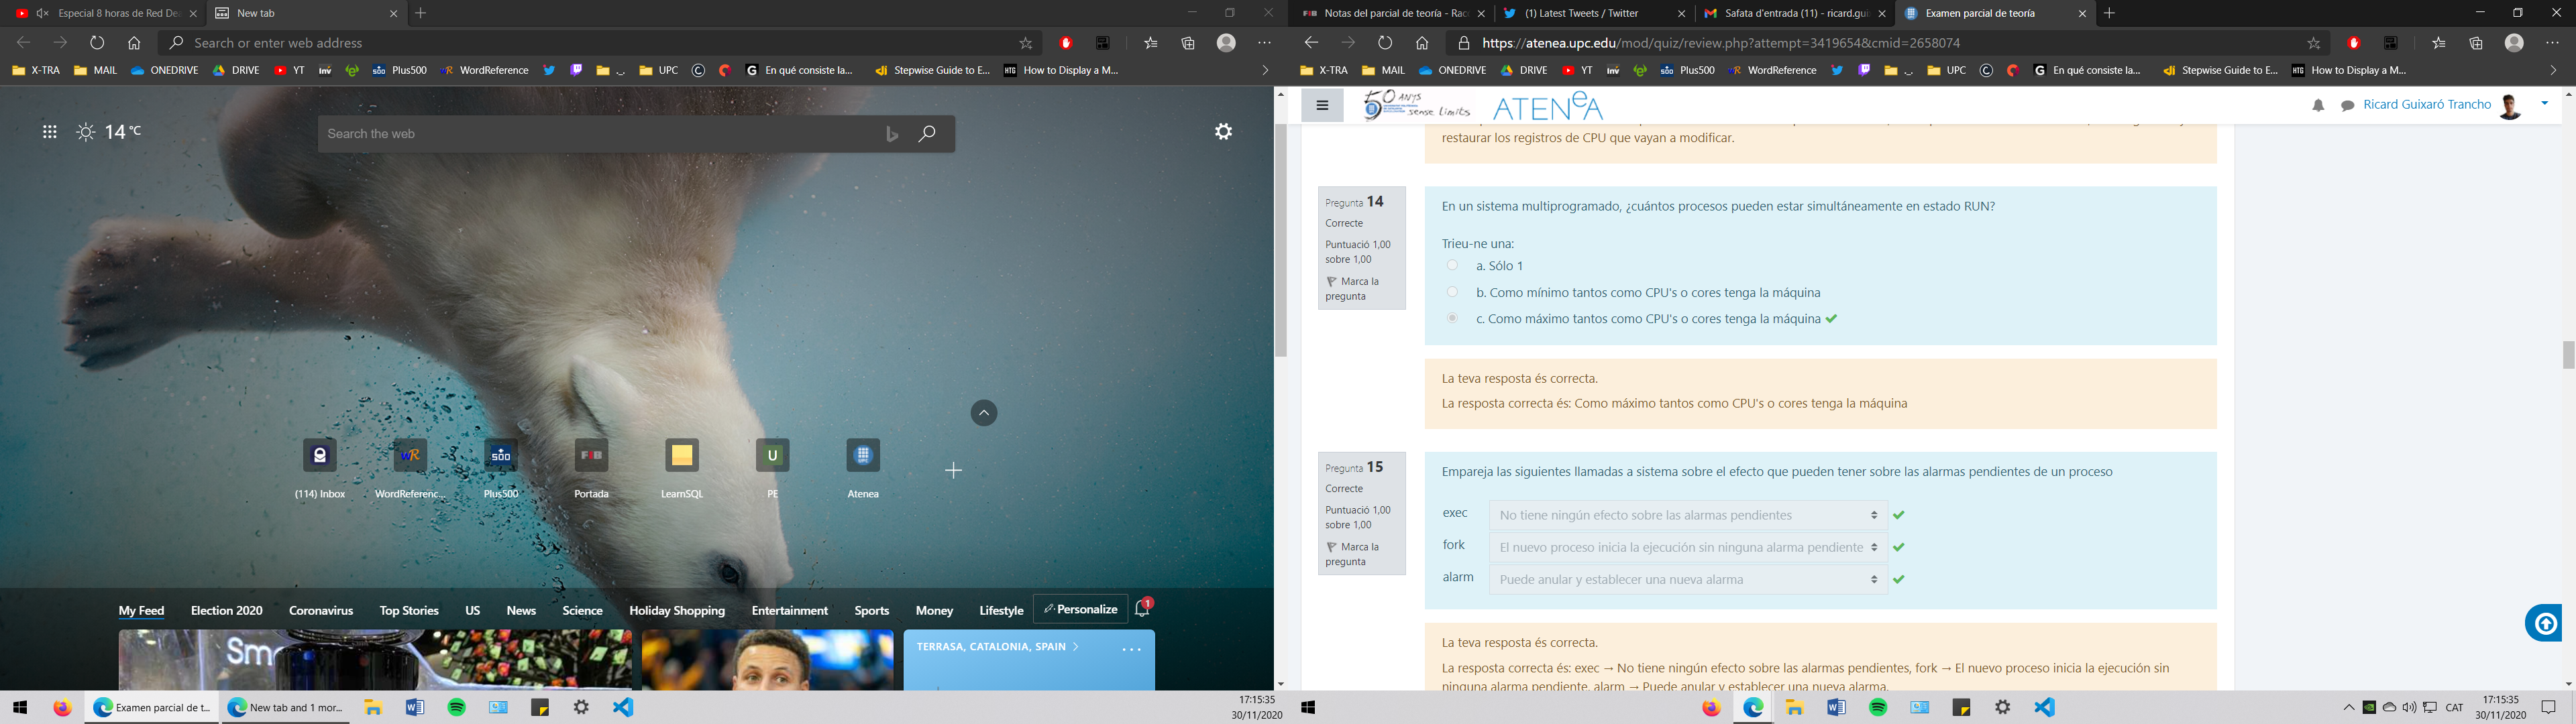 Especial 8 horas de Red De
New tab
Search or enter web address
X-TRA
MAIL
ONEDRIVE
DRIVE
YT
inv
Plus500
WordReference
UPC
En qué consiste la...
Stepwise Guide to E...
How to Display a M...
14 °C
Search the web
(114) Inbox
WordReferenc...
Plus500
Portada
LearnSQL
PE
Atenea
My Feed
Election 2020
Coronavirus
Top Stories
US
News
Science
Holiday Shopping
Entertainment
Sports
Money
Lifestyle
Personalize
1
TERRASA, CATALONIA, SPAIN
Examen parcial de t...
New tab and 1 mor...
17:15:35
30/11/2020
Notas del parcial de teoría - Rac
(1) Latest Tweets / Twitter
Safata d'entrada (11) - ricard.gui
Examen parcial de teoría
https://atenea.upc.edu/mod/quiz/review.php?attempt=3419654&cmid=2658074
X-TRA
MAIL
ONEDRIVE
DRIVE
YT
inv
Plus500
WordReference
UPC
En qué consiste la...
Stepwise Guide to E...
How to Display a M...
50 ANYS
sense límits
ATENEA
Ricard Guixaró Trancho
restaurar los registros de CPU que vayan a modificar.
Pregunta 14
Correcte
Puntuació 1,00
sobre 1,00
Marca la
pregunta
En un sistema multiprogramado, ¿cuántos procesos pueden estar simultáneamente en estado RUN?
Trieu-ne una:
a. Sólo 1
b. Como mínimo tantos como CPU's o cores tenga la máquina
c. Como máximo tantos como CPU's o cores tenga la máquina
La teva resposta és correcta.
La resposta correcta és: Como máximo tantos como CPU's o cores tenga la máquina
Pregunta 15
Correcte
Puntuació 1,00
sobre 1,00
Marca la
pregunta
Empareja las siguientes llamadas a sistema sobre el efecto que pueden tener sobre las alarmas pendientes de un proceso
exec No tiene ningún efecto sobre las alarmas pendientes
fork El nuevo proceso inicia la ejecución sin ninguna alarma pendiente
alarm Puede anular y establecer una nueva alarma
La teva resposta és correcta.
La resposta correcta és: exec → No tiene ningún efecto sobre las alarmas pendientes, fork → El nuevo proceso inicia la ejecución sin
ninguna alarma pendiente, alarm → Puede anular y establecer una nueva alarma.
CAT
17:15:35
30/11/2020